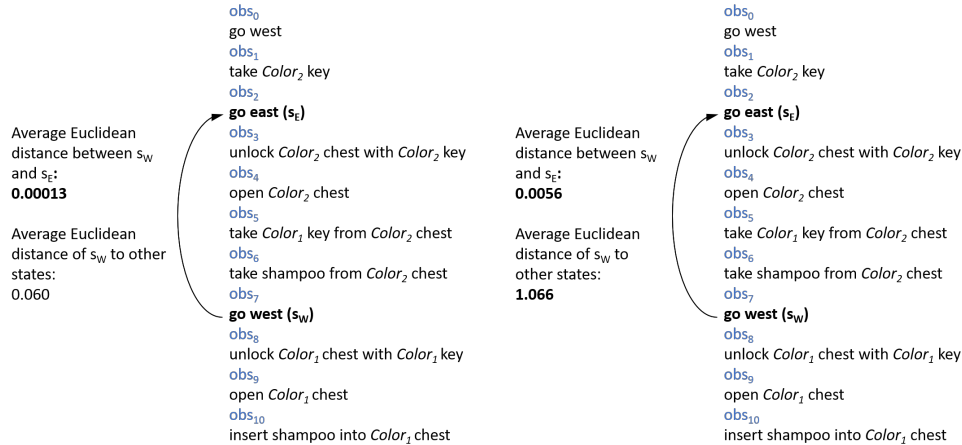 obs0
go west
obs1
take Color2 key
obs2
go east (sE)
obs3
unlock Color2 chest with Color2 key
obs4
open Color2 chest
obs5
take Color1 key from Color2 chest
obs6
take shampoo from Color2 chest
obs7
go west (sW)
obs8
unlock Color1 chest with Color1 key
obs9
open Color1 chest
obs10
insert shampoo into Color1 chest
Average Euclidean
distance between sW
and sE:
0.00013
Average Euclidean
distance of sW to other
states:
0.060
obs0
go west
obs1
take Color2 key
obs2
go east (sE)
obs3
unlock Color2 chest with Color2 key
obs4
open Color2 chest
obs5
take Color1 key from Color2 chest
obs6
take shampoo from Color2 chest
obs7
go west (sW)
obs8
unlock Color1 chest with Color1 key
obs9
open Color1 chest
obs10
insert shampoo into Color1 chest
Average Euclidean
distance between sW
and sE:
0.0056
Average Euclidean
distance of sW to
other states:
1.066